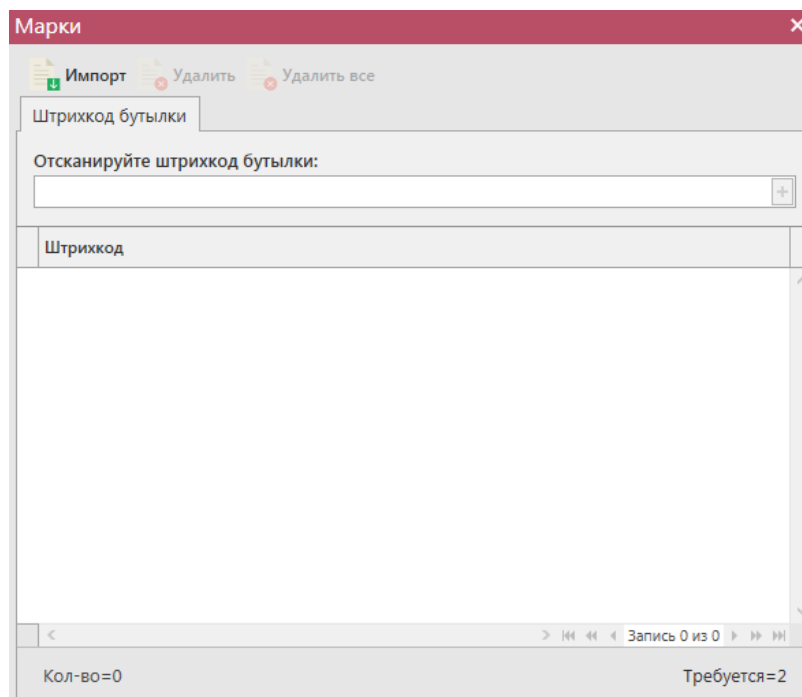 Марки
Импорт Удалить Удалить все
Штрихкод бутылки
Отсканируйте штрихкод бутылки:
Штрихкод
Запись 0 из 0
Кол-во=0 Требуется=2